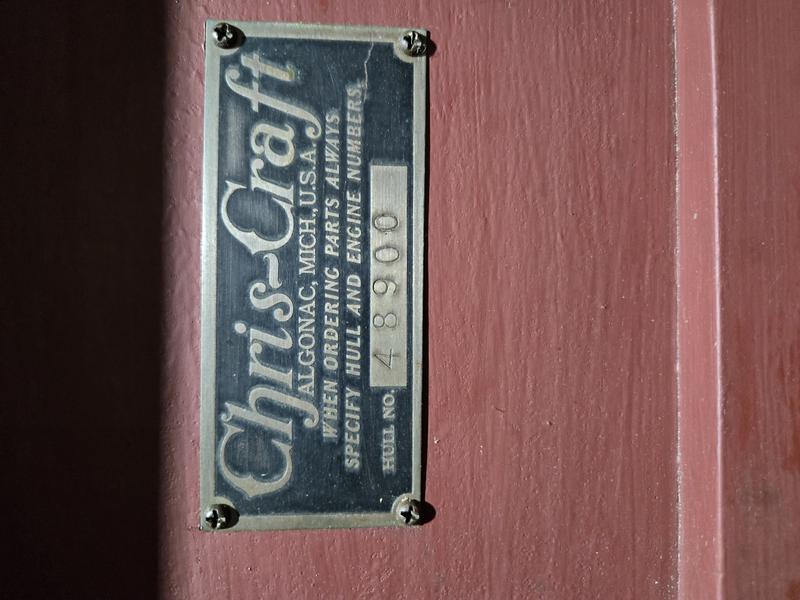 Chris-Craft
ALGONAC, MICH., U.S.A.
WHEN ORDERING PARTS ALWAYS
SPECIFY HULL AND ENGINE NUMBERS.
HULL NO. 48900